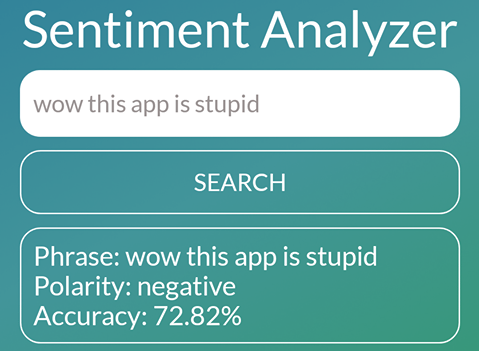 Sentiment Analyzer
wow this app is stupid
SEARCH
Phrase: wow this app is stupid
Polarity: negative
Accuracy: 72.82%